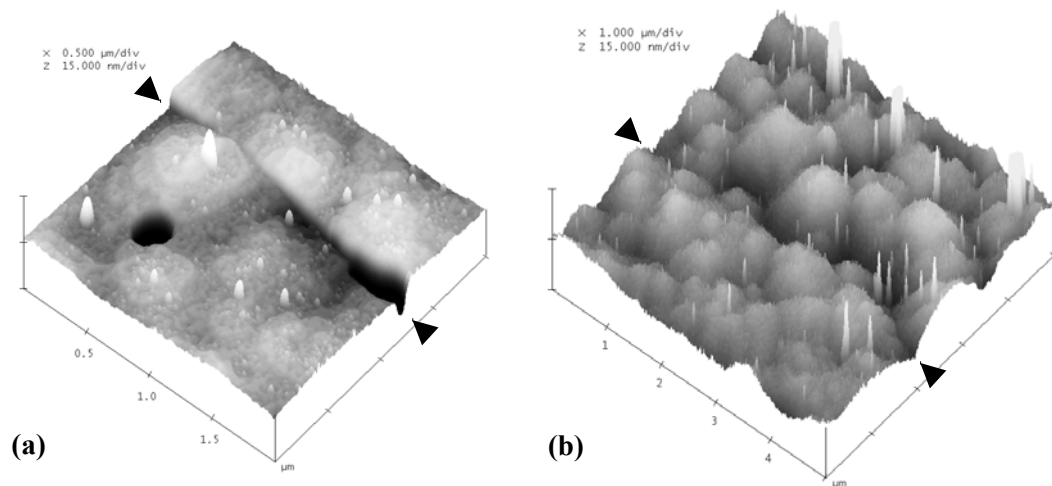 X 0.500 µm/div
Z 15.000 nm/div
0.5
1.0
1.5
µm
(a)
X 1.000 µm/div
Z 15.000 nm/div
1
2
3
4
µm
(b)